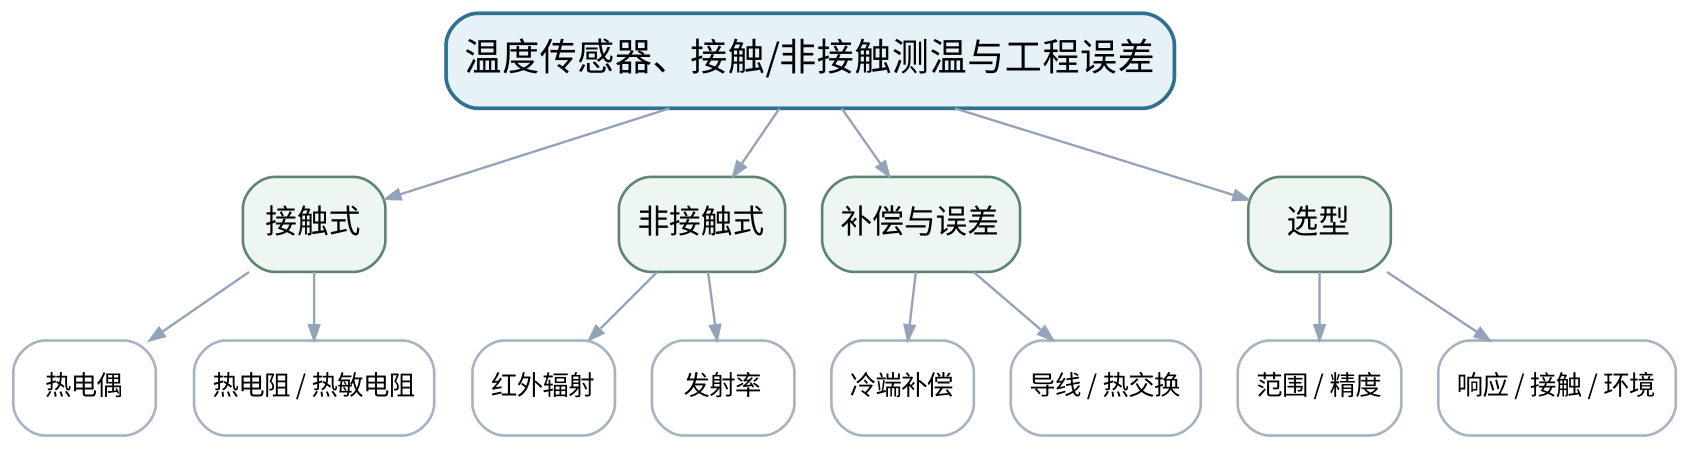 温度传感器、接触/非接触测温与工程误差
接触式
非接触式
补偿与误差
选型
热电偶
热电阻 / 热敏电阻
红外辐射
发射率
冷端补偿
导线 / 热交换
范围 / 精度
响应 / 接触 / 环境